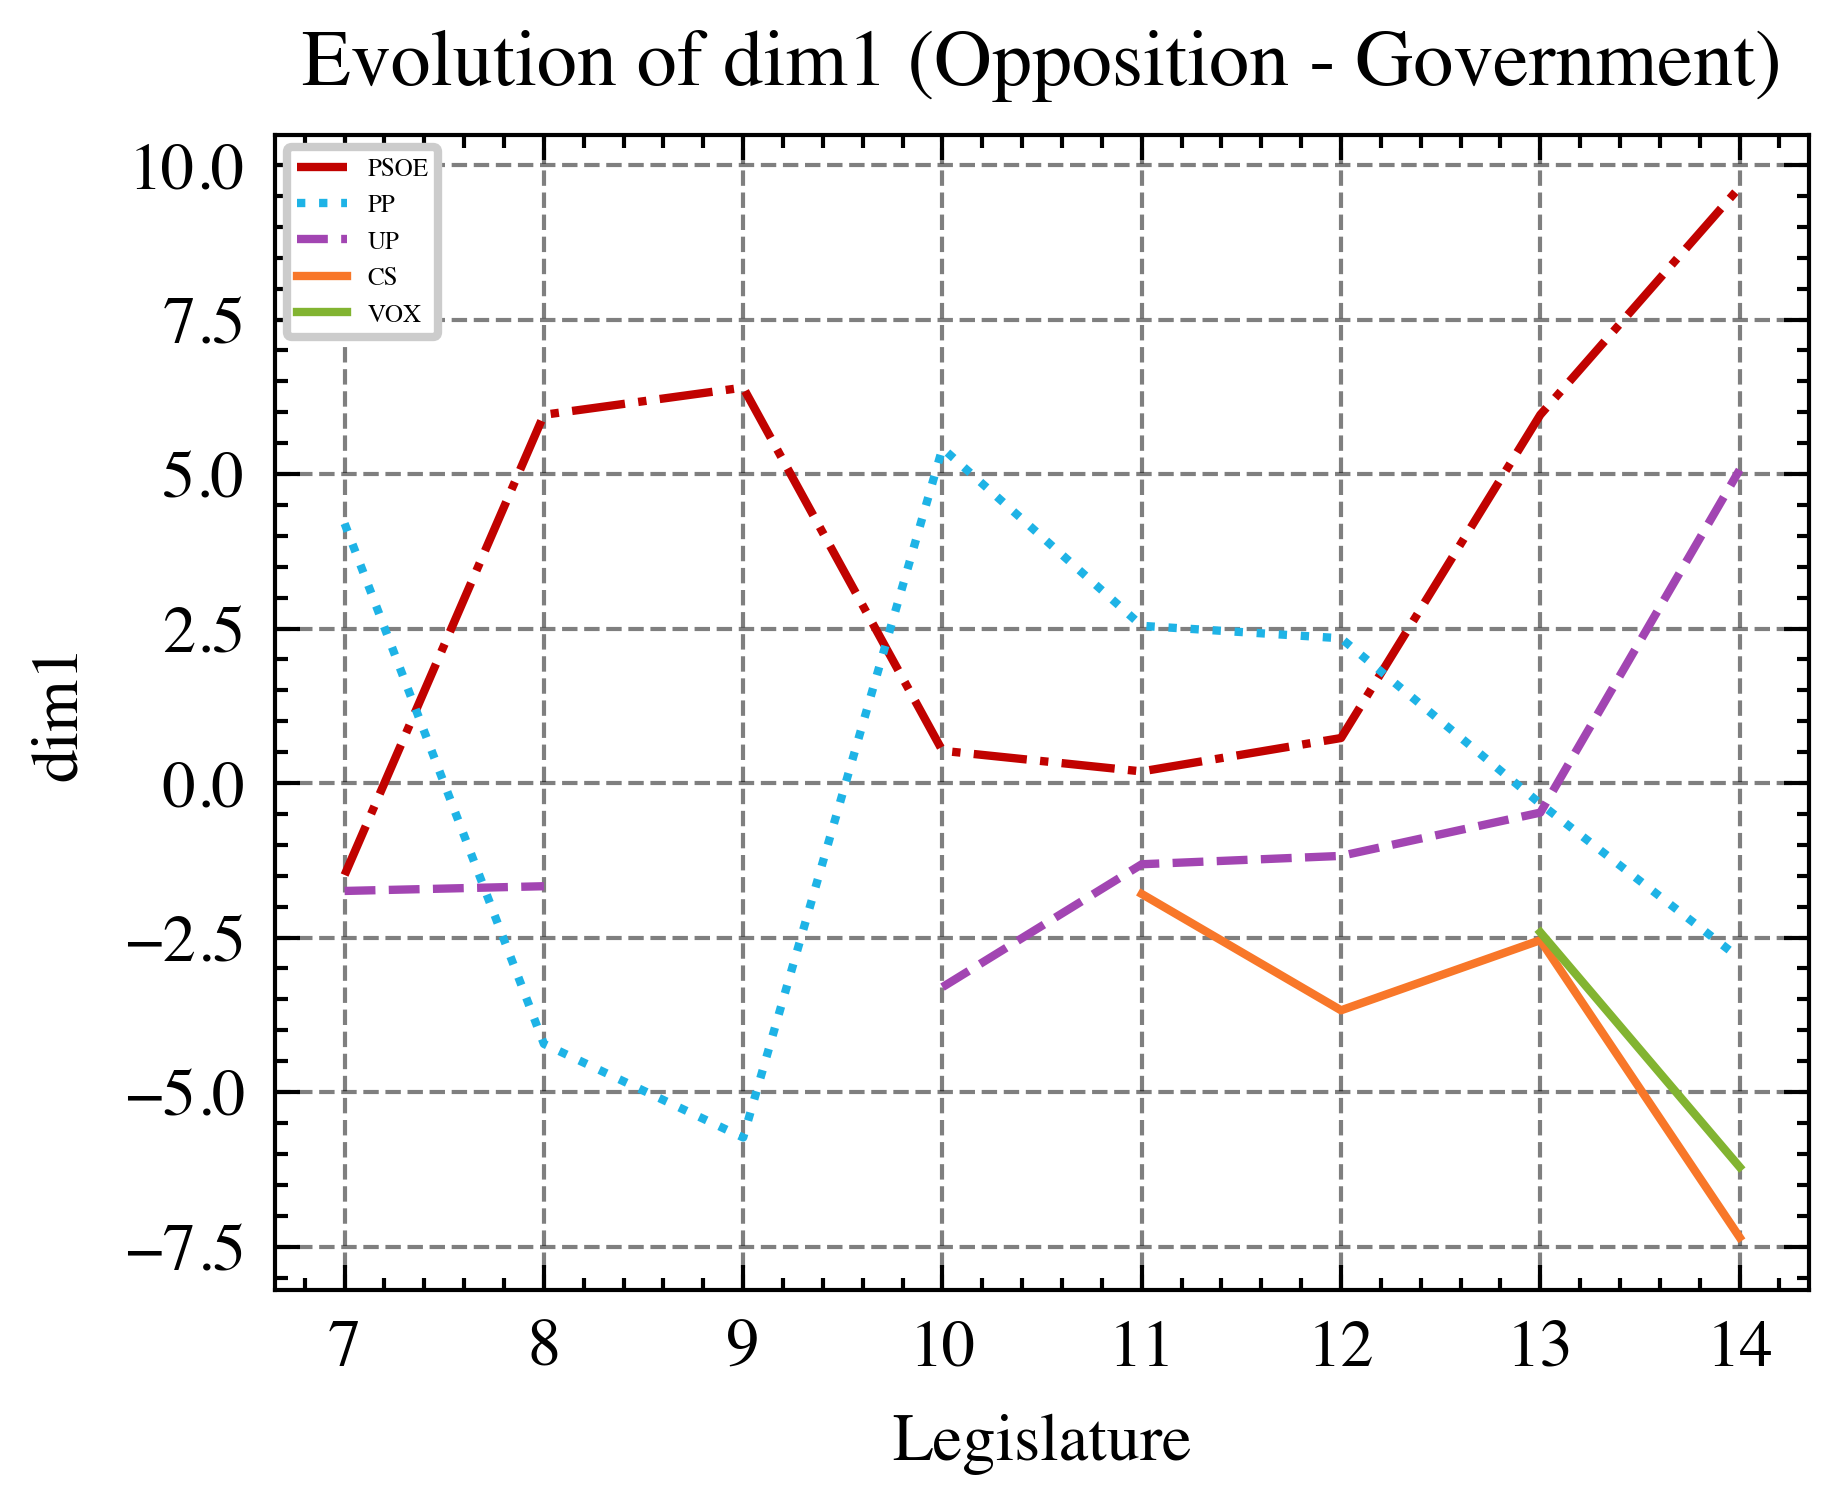 Evolution of dim1 (Opposition - Government)
PSOE
PP
UP
CS
VOX
10.0
7.5
5.0
2.5
0.0
−2.5
−5.0
−7.5
dim1
7 8 9 10 11 12 13 14
Legislature